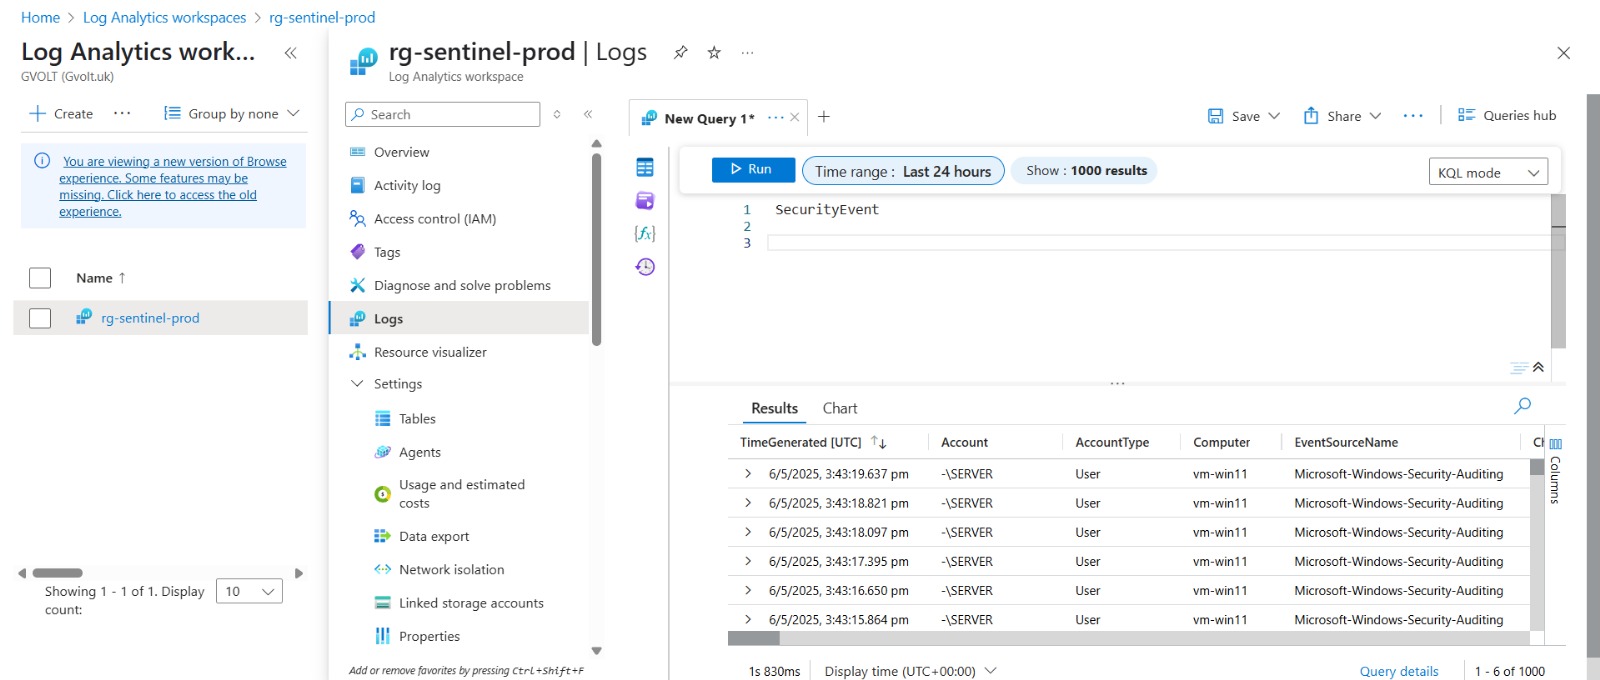 Home > Log Analytics workspaces > rg-sentinel-prod
Log Analytics work... «
GVOLT (Gvolt.uk)
+ Create ... Group by none
You are viewing a new version of Browse
experience. Some features may be
missing. Click here to access the old
experience.
Name ↑
rg-sentinel-prod
Showing 1 - 1 of 1. Display
count:
10
rg-sentinel-prod | Logs ...
Log Analytics workspace
Search
«
Overview
Activity log
Access control (IAM)
Tags
Diagnose and solve problems
Logs
Resource visualizer
Settings
Tables
Agents
Usage and estimated
costs
Data export
Network isolation
Linked storage accounts
Properties
Add or remove favorites by pressing Ctrl+Shift+F
New Query 1* ... × +
Save Share ... Queries hub
Run Time range : Last 24 hours Show : 1000 results KQL mode
1 SecurityEvent
2
3
...
Results Chart
TimeGenerated [UTC] ↑↓ Account AccountType Computer EventSourceName
6/5/2025, 3:43:19.637 pm -\SERVER User vm-win11 Microsoft-Windows-Security-Auditing
6/5/2025, 3:43:18.821 pm -\SERVER User vm-win11 Microsoft-Windows-Security-Auditing
6/5/2025, 3:43:18.097 pm -\SERVER User vm-win11 Microsoft-Windows-Security-Auditing
6/5/2025, 3:43:17.395 pm -\SERVER User vm-win11 Microsoft-Windows-Security-Auditing
6/5/2025, 3:43:16.650 pm -\SERVER User vm-win11 Microsoft-Windows-Security-Auditing
6/5/2025, 3:43:15.864 pm -\SERVER User vm-win11 Microsoft-Windows-Security-Auditing
Columns
1s 830ms Display time (UTC+00:00) Query details 1 - 6 of 1000